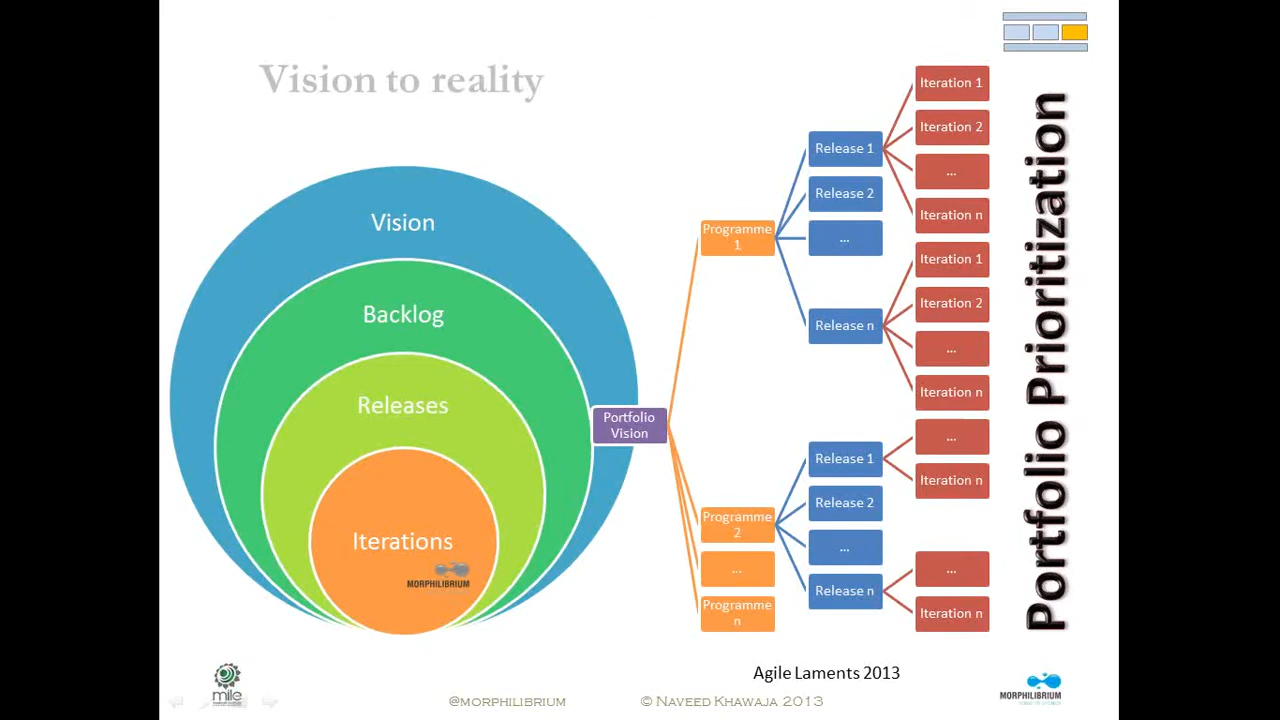 Vision to reality
Vision
Backlog
Releases
Iterations
MORPHILIBRIUM
Portfolio
Vision
Programme
1
Programme
2
...
Programme
n
Release 1
Release 2
...
Release n
Release 1
Release 2
...
Release n
Iteration 1
Iteration 2
...
Iteration n
Iteration 1
Iteration 2
...
Iteration n
...
Iteration n
...
Iteration n
Portfolio Prioritization
Agile Laments 2013
mile
@MORPHILIBRIUM
© NAVEED KHAWAJA 2013
MORPHILIBRIUM